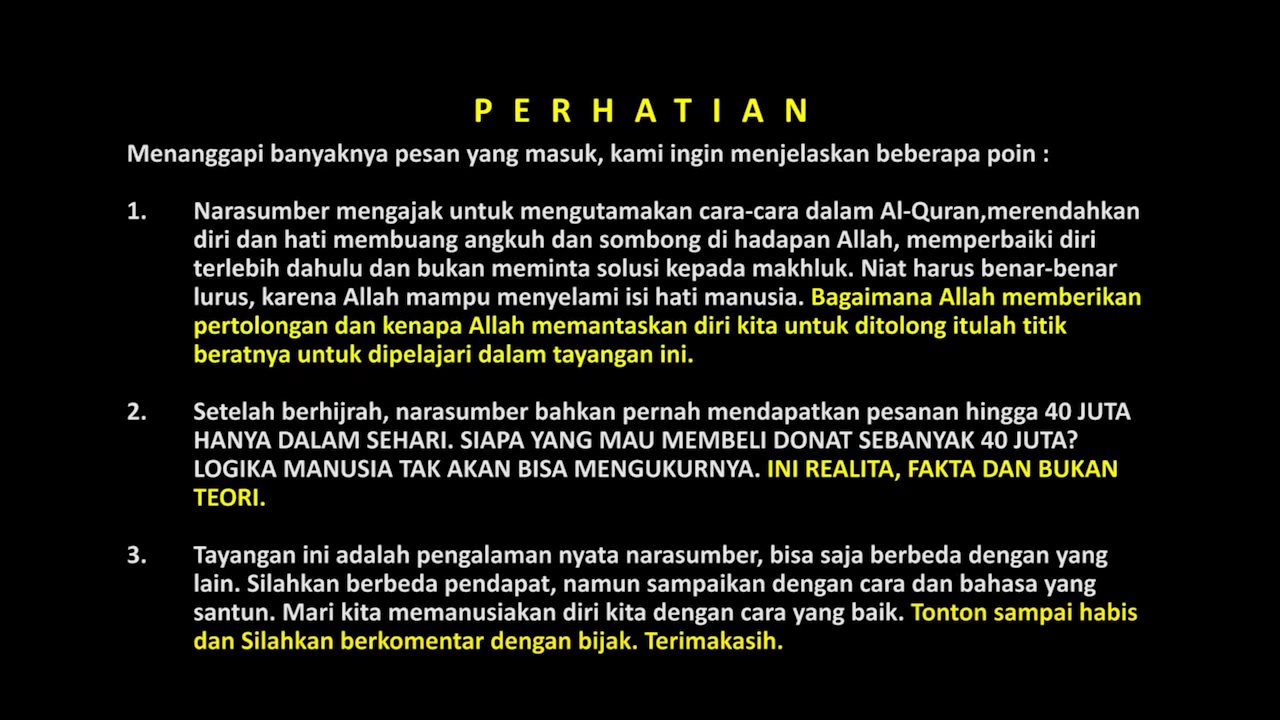 P E R H A T I A N
Menanggapi banyaknya pesan yang masuk, kami ingin menjelaskan beberapa poin :
1. Narasumber mengajak untuk mengutamakan cara-cara dalam Al-Quran,merendahkan
diri dan hati membuang angkuh dan sombong di hadapan Allah, memperbaiki diri
terlebih dahulu dan bukan meminta solusi kepada makhluk. Niat harus benar-benar
lurus, karena Allah mampu menyelami isi hati manusia. Bagaimana Allah memberikan
pertolongan dan kenapa Allah memantaskan diri kita untuk ditolong itulah titik
beratnya untuk dipelajari dalam tayangan ini.
2. Setelah berhijrah, narasumber bahkan pernah mendapatkan pesanan hingga 40 JUTA
HANYA DALAM SEHARI. SIAPA YANG MAU MEMBELI DONAT SEBANYAK 40 JUTA?
LOGIKA MANUSIA TAK AKAN BISA MENGUKURNYA. INI REALITA, FAKTA DAN BUKAN
TEORI.
3. Tayangan ini adalah pengalaman nyata narasumber, bisa saja berbeda dengan yang
lain. Silahkan berbeda pendapat, namun sampaikan dengan cara dan bahasa yang
santun. Mari kita memanusiakan diri kita dengan cara yang baik. Tonton sampai habis
dan Silahkan berkomentar dengan bijak. Terimakasih.